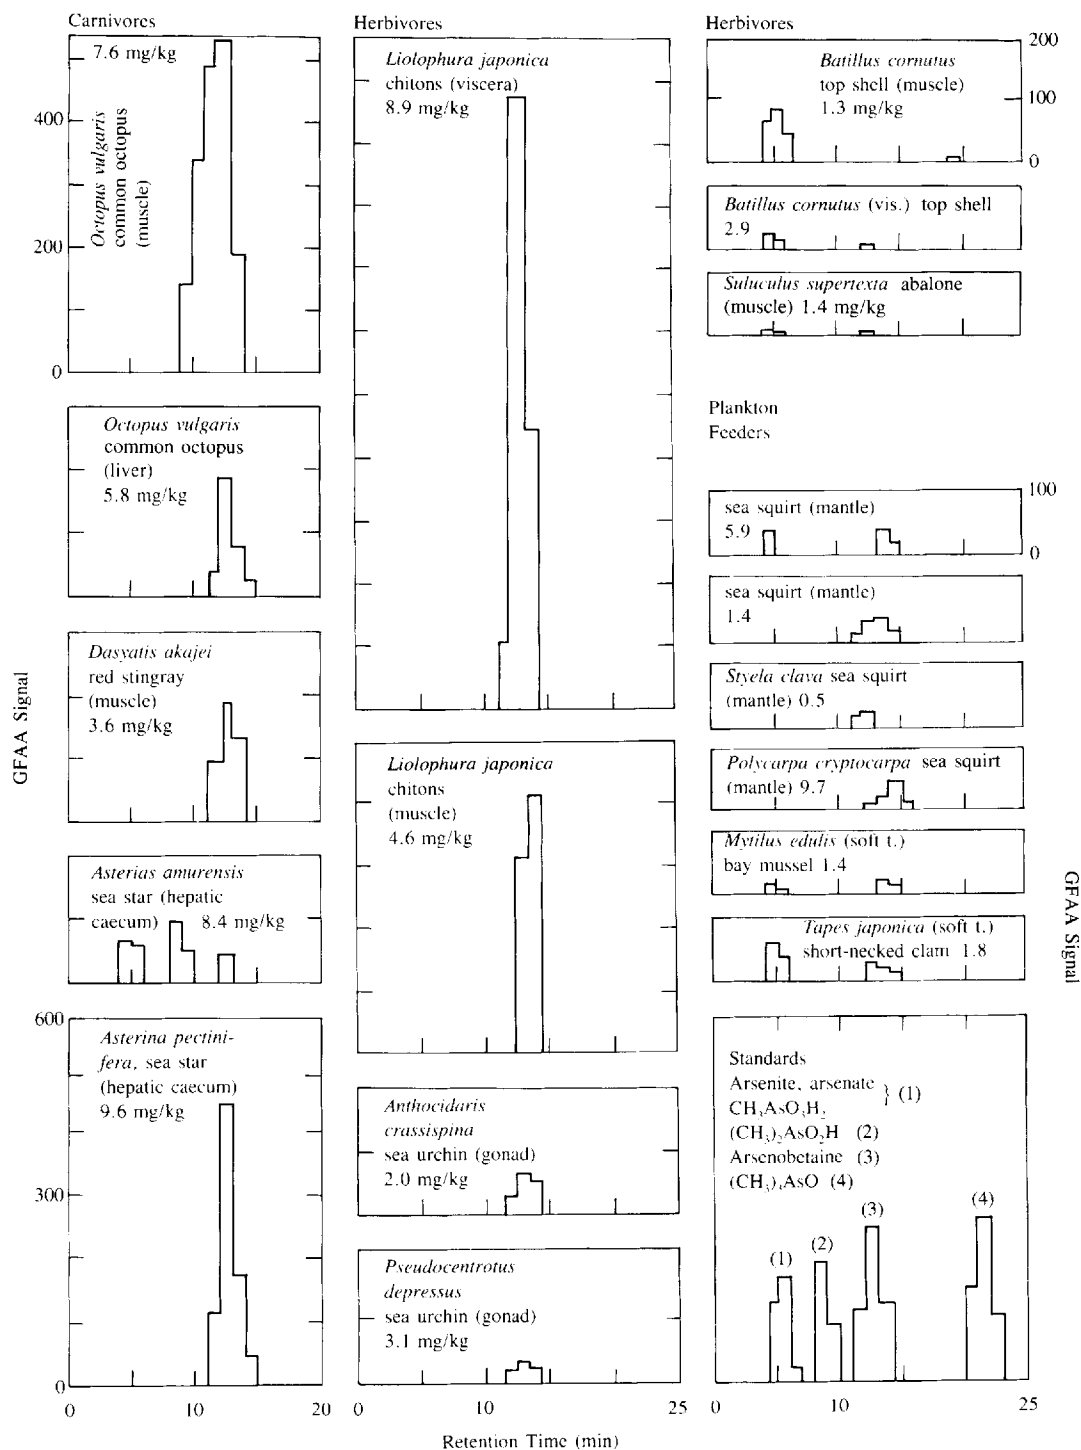 Carnivores
7.6 mg/kg
Octopus vulgaris
common octopus
(muscle)
400
200
0
Octopus vulgaris
common octopus
(liver)
5.8 mg/kg
Dasyatis akajei
red stingray
(muscle)
3.6 mg/kg
GFAA Signal
Asterias amurensis
sea star (hepatic
caecum) 8.4 mg/kg
600
Asterina pectini-
fera, sea star
(hepatic caecum)
9.6 mg/kg
300
0
0 10 20
Herbivores
Liolophura japonica
chitons (viscera)
8.9 mg/kg
Liolophura japonica
chitons
(muscle)
4.6 mg/kg
Anthocidaris
crassispina
sea urchin (gonad)
2.0 mg/kg
Pseudocentrotus
depressus
sea urchin (gonad)
3.1 mg/kg
0 10 25
Retention Time (min)
Herbivores
200
Batillus cornutus
top shell (muscle)
1.3 mg/kg
100
0
Batillus cornutus (vis.) top shell
2.9
Suluculus supertexta abalone
(muscle) 1.4 mg/kg
Plankton
Feeders
100
sea squirt (mantle)
5.9
0
sea squirt (mantle)
1.4
Styela clava sea squirt
(mantle) 0.5
Polycarpa cryptocarpa sea squirt
(mantle) 9.7
Mytilus edulis (soft t.)
bay mussel 1.4
GFAA Signal
Tapes japonica (soft t.)
short-necked clam 1.8
Standards
Arsenite, arsenate
CH₃AsO₃H₂ } (1)
(CH₃)₂AsO₂H (2)
Arsenobetaine (3)
(CH₃)₃AsO (4)
(1) (2) (3) (4)
0 10 25